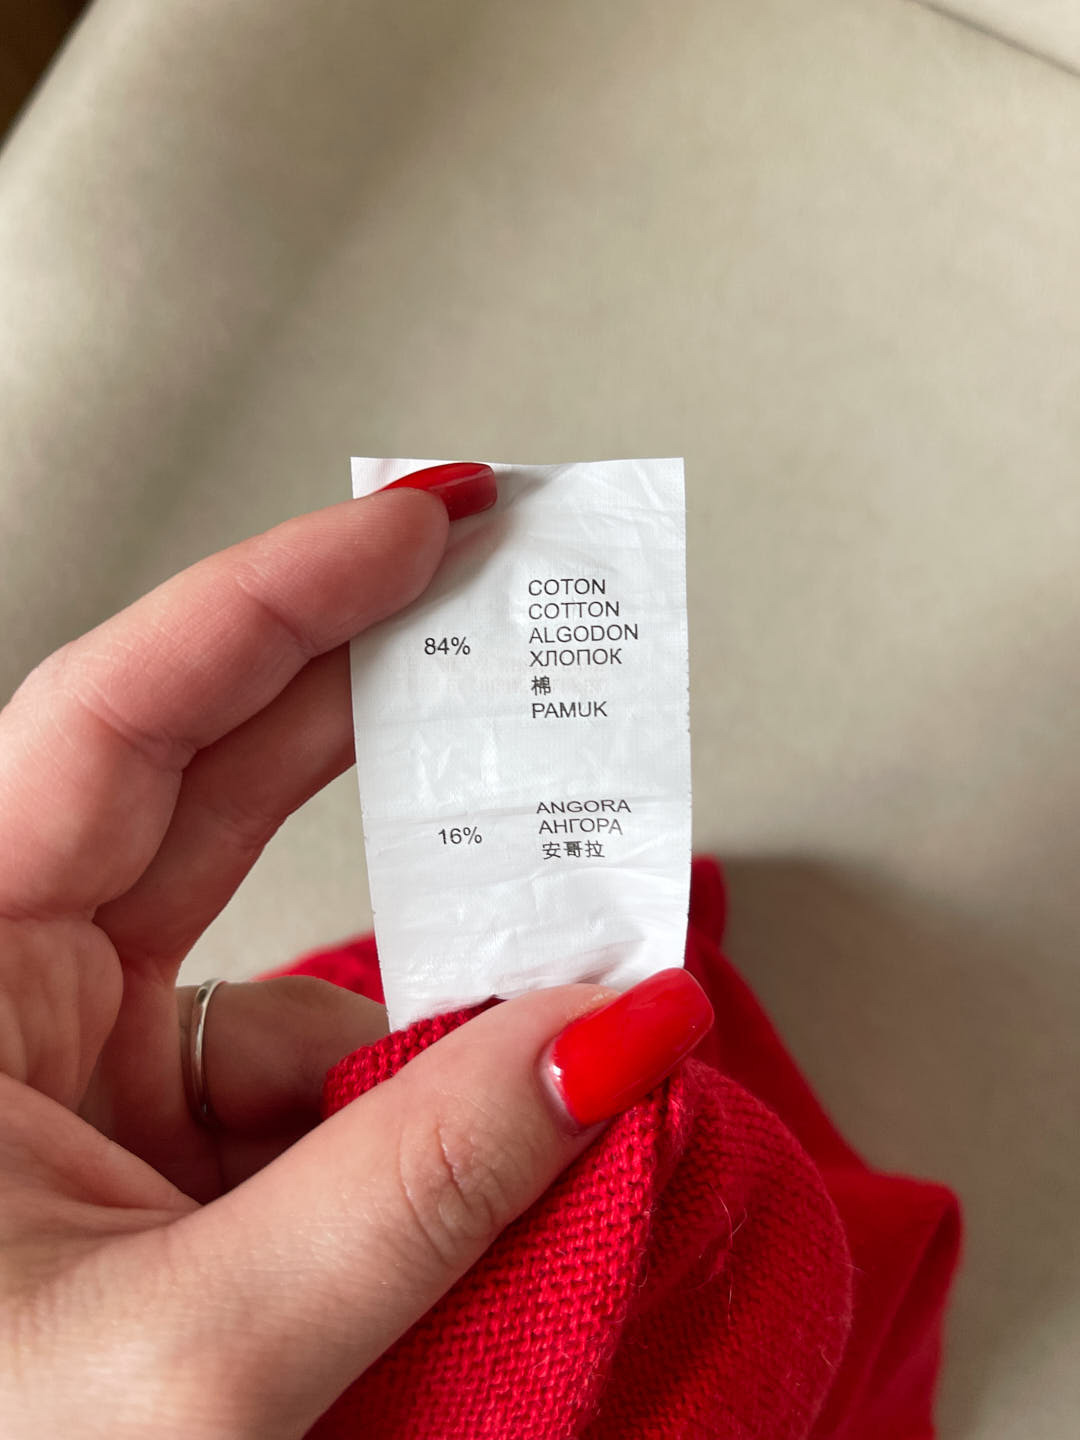 84%
COTON
COTTON
ALGODON
ХЛОПОК
棉
PAMUK
16%
ANGORA
АНГОРА
安哥拉